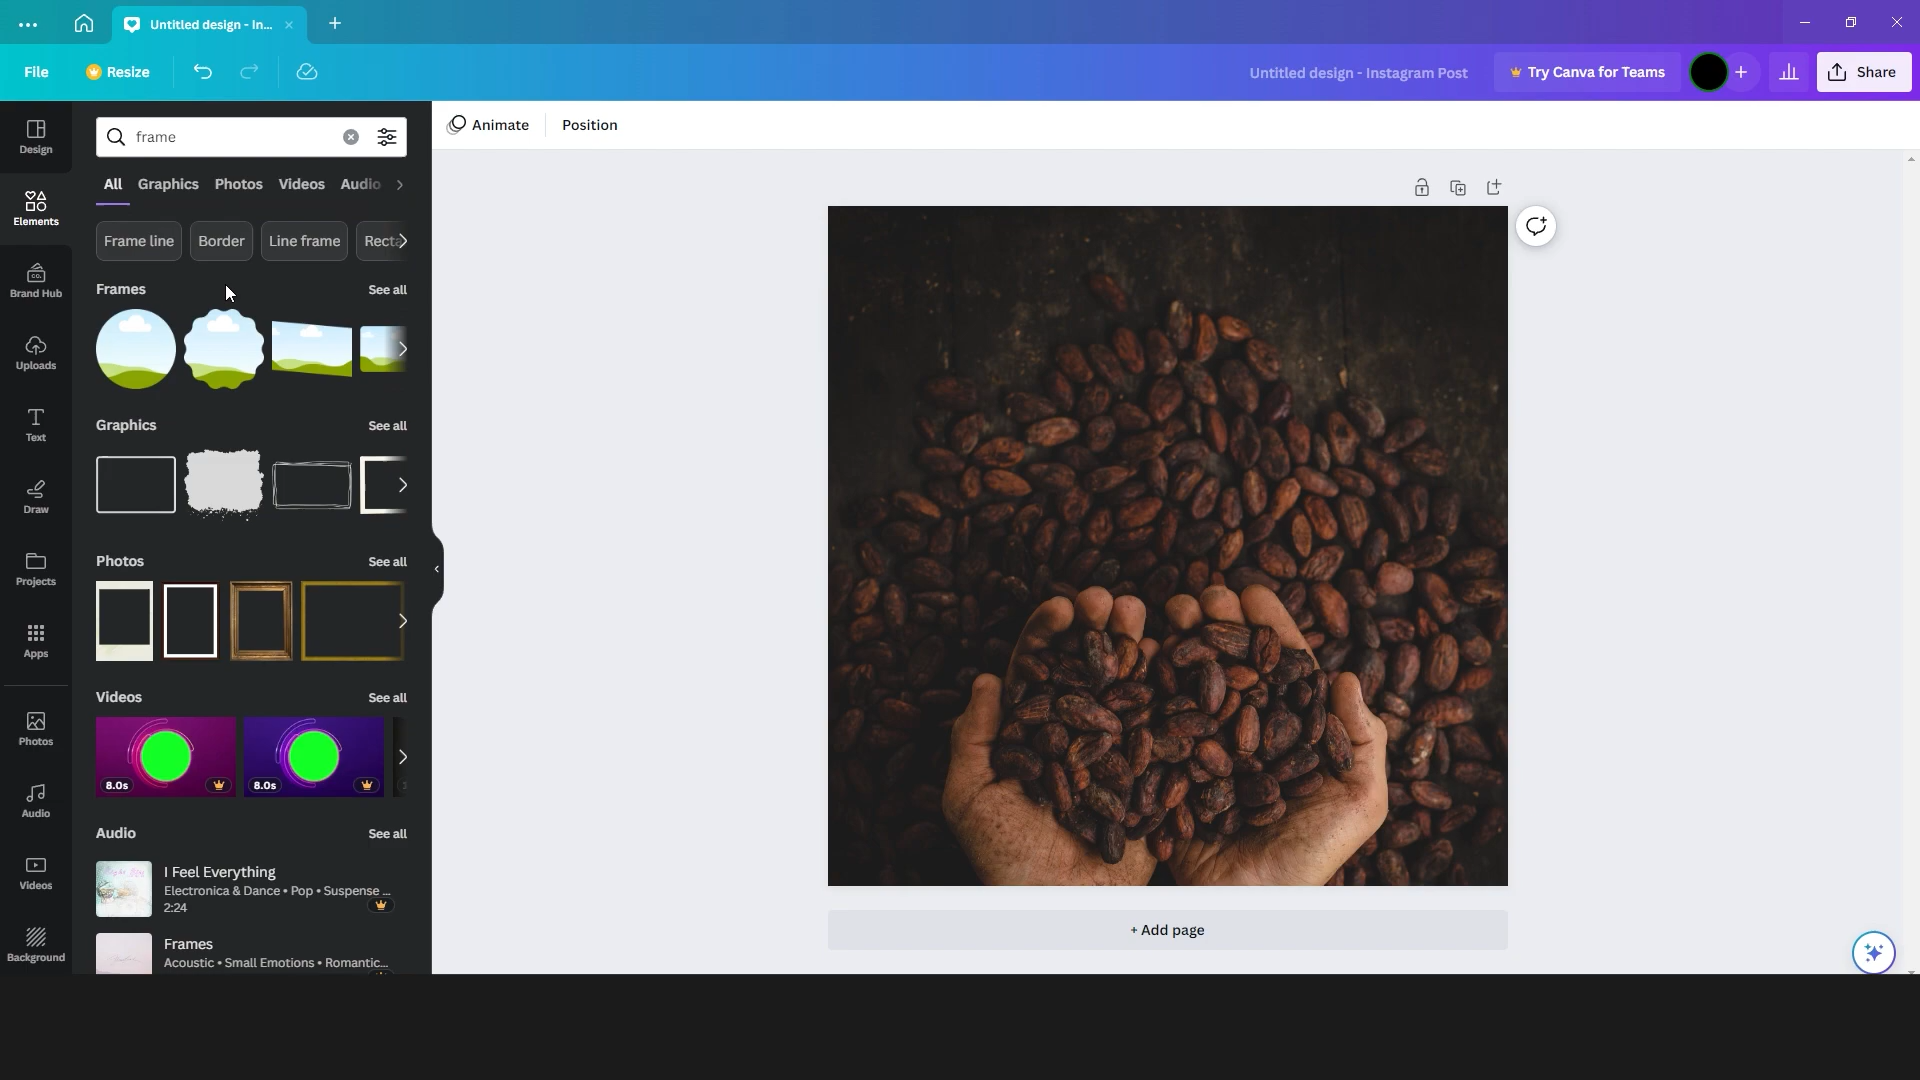 Untitled design - In...
File
Resize
Untitled design - Instagram Post
Try Canva for Teams
Share
Design
Elements
Brand Hub
Uploads
Text
Draw
Projects
Apps
Photos
Audio
Videos
Background
frame
All Graphics Photos Videos Audio
Frame line Border Line frame Recta
Frames See all
Graphics See all
Photos See all
Videos See all
8.0s 8.0s
Audio See all
I Feel Everything
Electronica & Dance • Pop • Suspense ...
2:24
Frames
Acoustic • Small Emotions • Romantic...
Animate Position
+ Add page